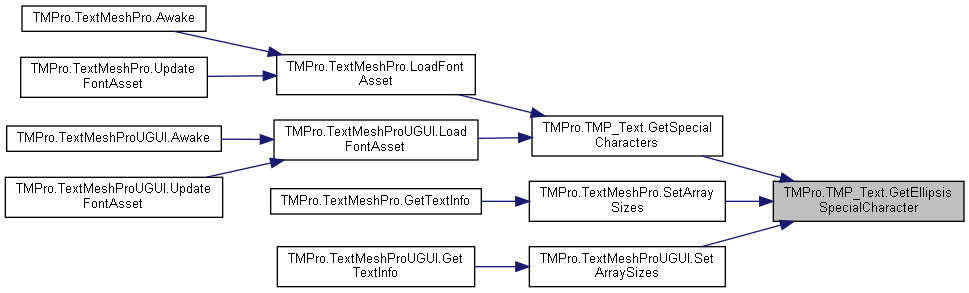 TMPro.TextMeshPro.Awake
TMPro.TextMeshPro.Update
FontAsset
TMPro.TextMeshProUGUI.Awake
TMPro.TextMeshProUGUI.Update
FontAsset
TMPro.TextMeshPro.LoadFont
Asset
TMPro.TextMeshProUGUI.Load
FontAsset
TMPro.TextMeshPro.GetTextInfo
TMPro.TextMeshProUGUI.Get
TextInfo
TMPro.TMP_Text.GetSpecial
Characters
TMPro.TextMeshPro.SetArray
Sizes
TMPro.TextMeshProUGUI.Set
ArraySizes
TMPro.TMP_Text.GetEllipsis
SpecialCharacter